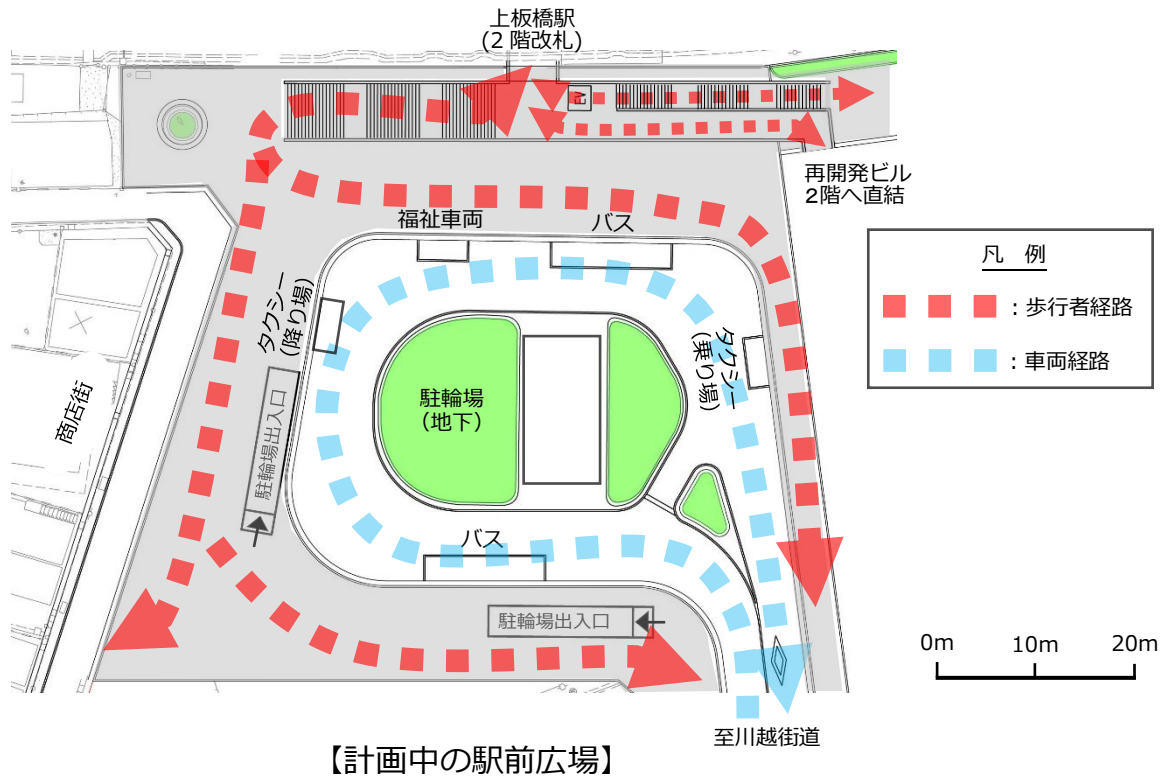 上板橋駅
(2階改札)
EV
再開発ビル
2階へ直結
福祉車両
バス
凡 例
：歩行者経路
：車両経路
タクシー
(降り場)
タクシー
(乗り場)
駐輪場
(地下)
商店街
駐輪場出入口
バス
駐輪場出入口
0m
10m
20m
至川越街道
【計画中の駅前広場】